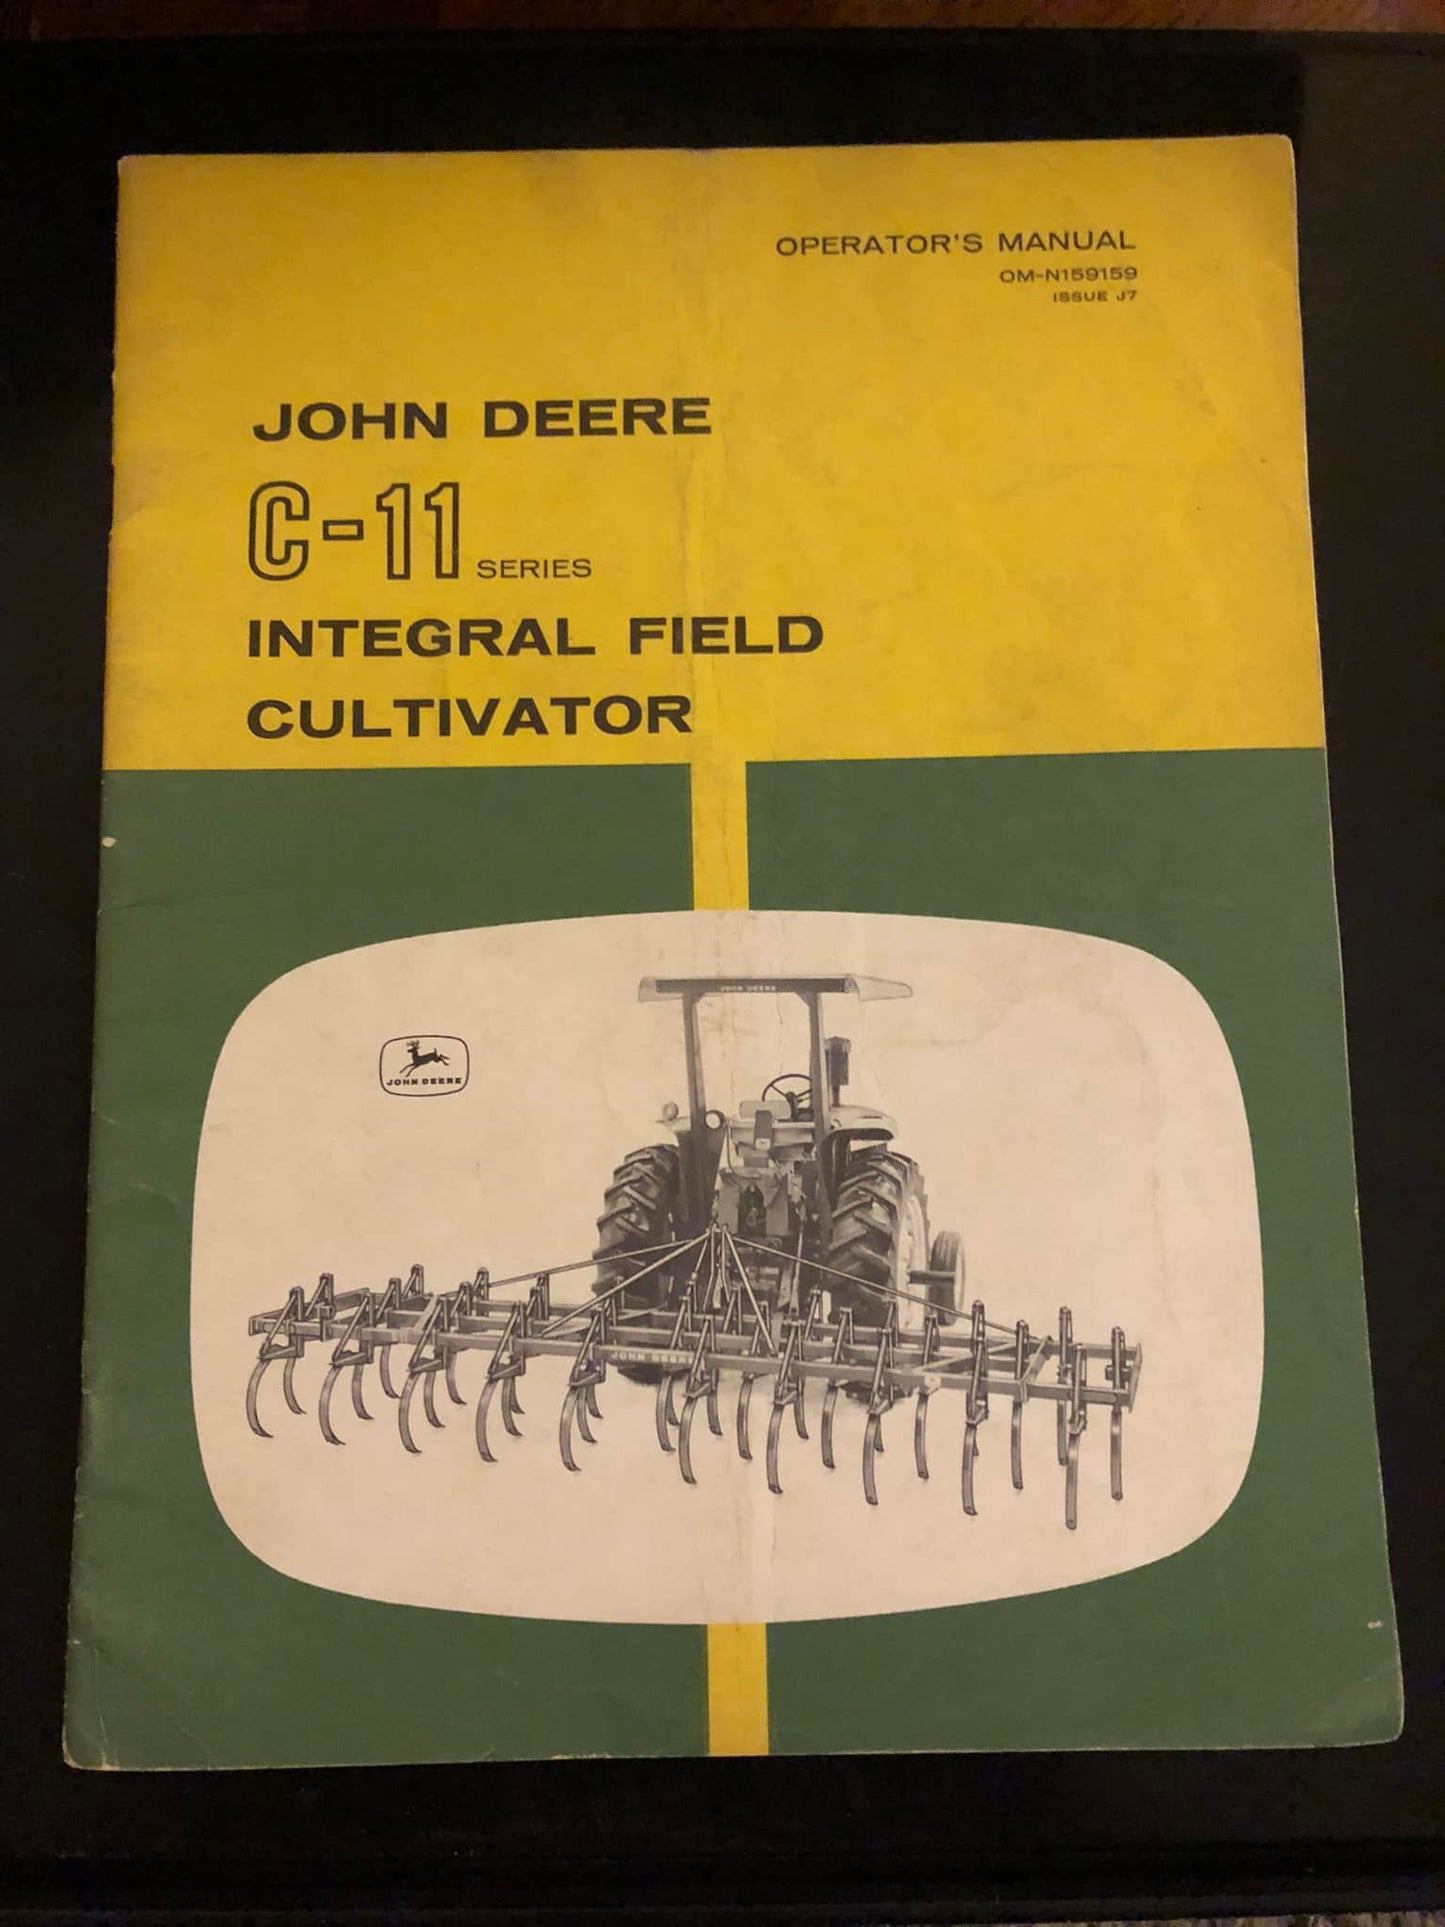 OPERATOR'S MANUAL
OM-N159159
ISSUE J7
JOHN DEERE
C-11 SERIES
INTEGRAL FIELD
CULTIVATOR
JOHN DEERE
JOHN DEERE
JOHN DEERE